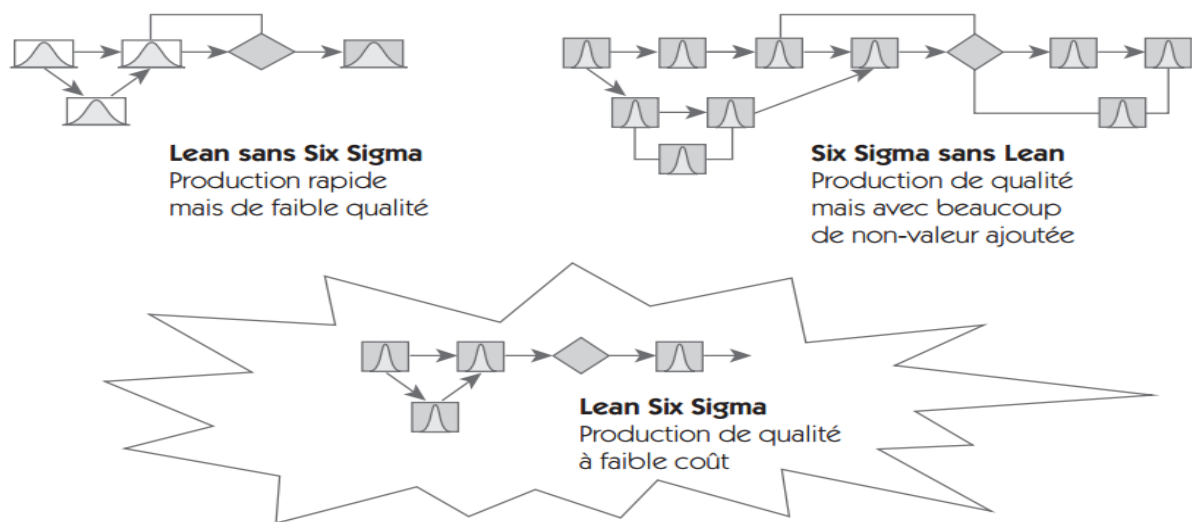 Lean sans Six Sigma
Production rapide
mais de faible qualité
Six Sigma sans Lean
Production de qualité
mais avec beaucoup
de non-valeur ajoutée
Lean Six Sigma
Production de qualité
à faible coût